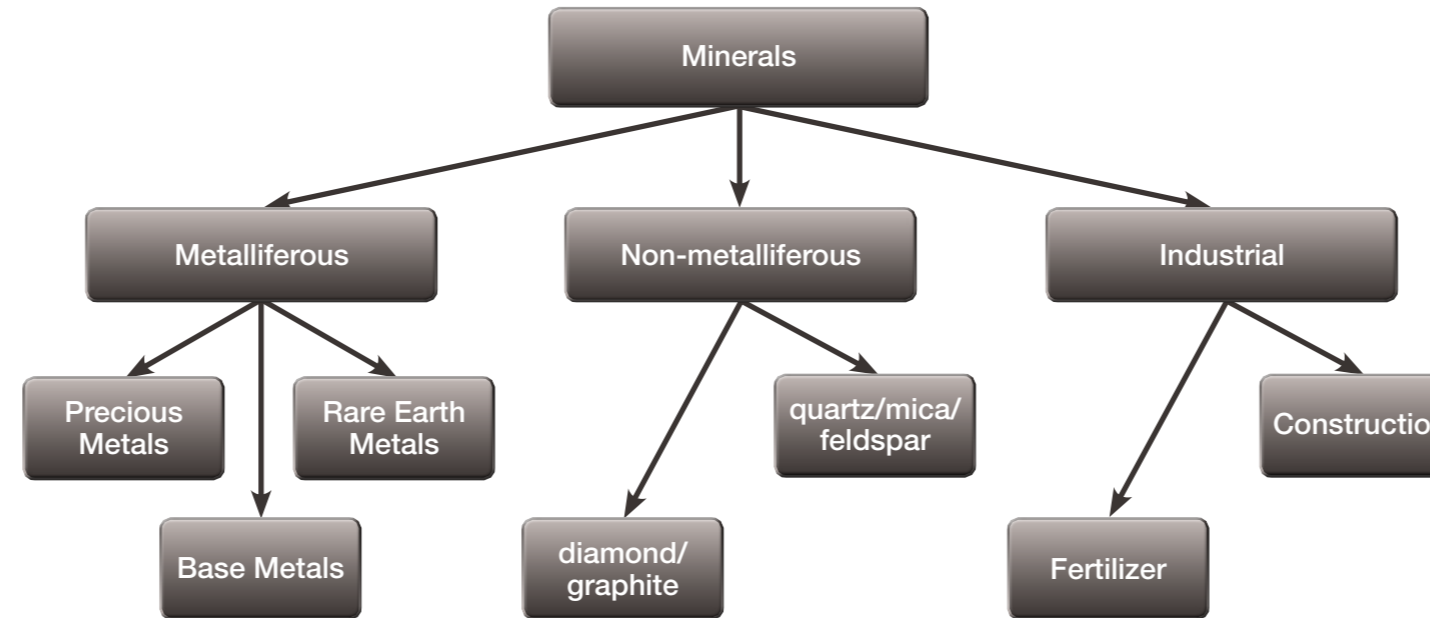 Minerals
Metalliferous
Non-metalliferous
Industrial
Precious
Metals
Rare Earth
Metals
quartz/mica/
feldspar
Constructio
Base Metals
diamond/
graphite
Fertilizer